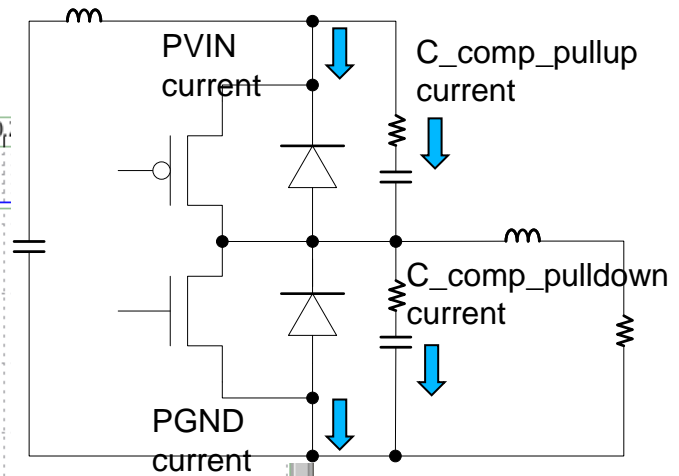 PVIN
current
C_comp_pullup
current
C_comp_pulldown
current
PGND
current